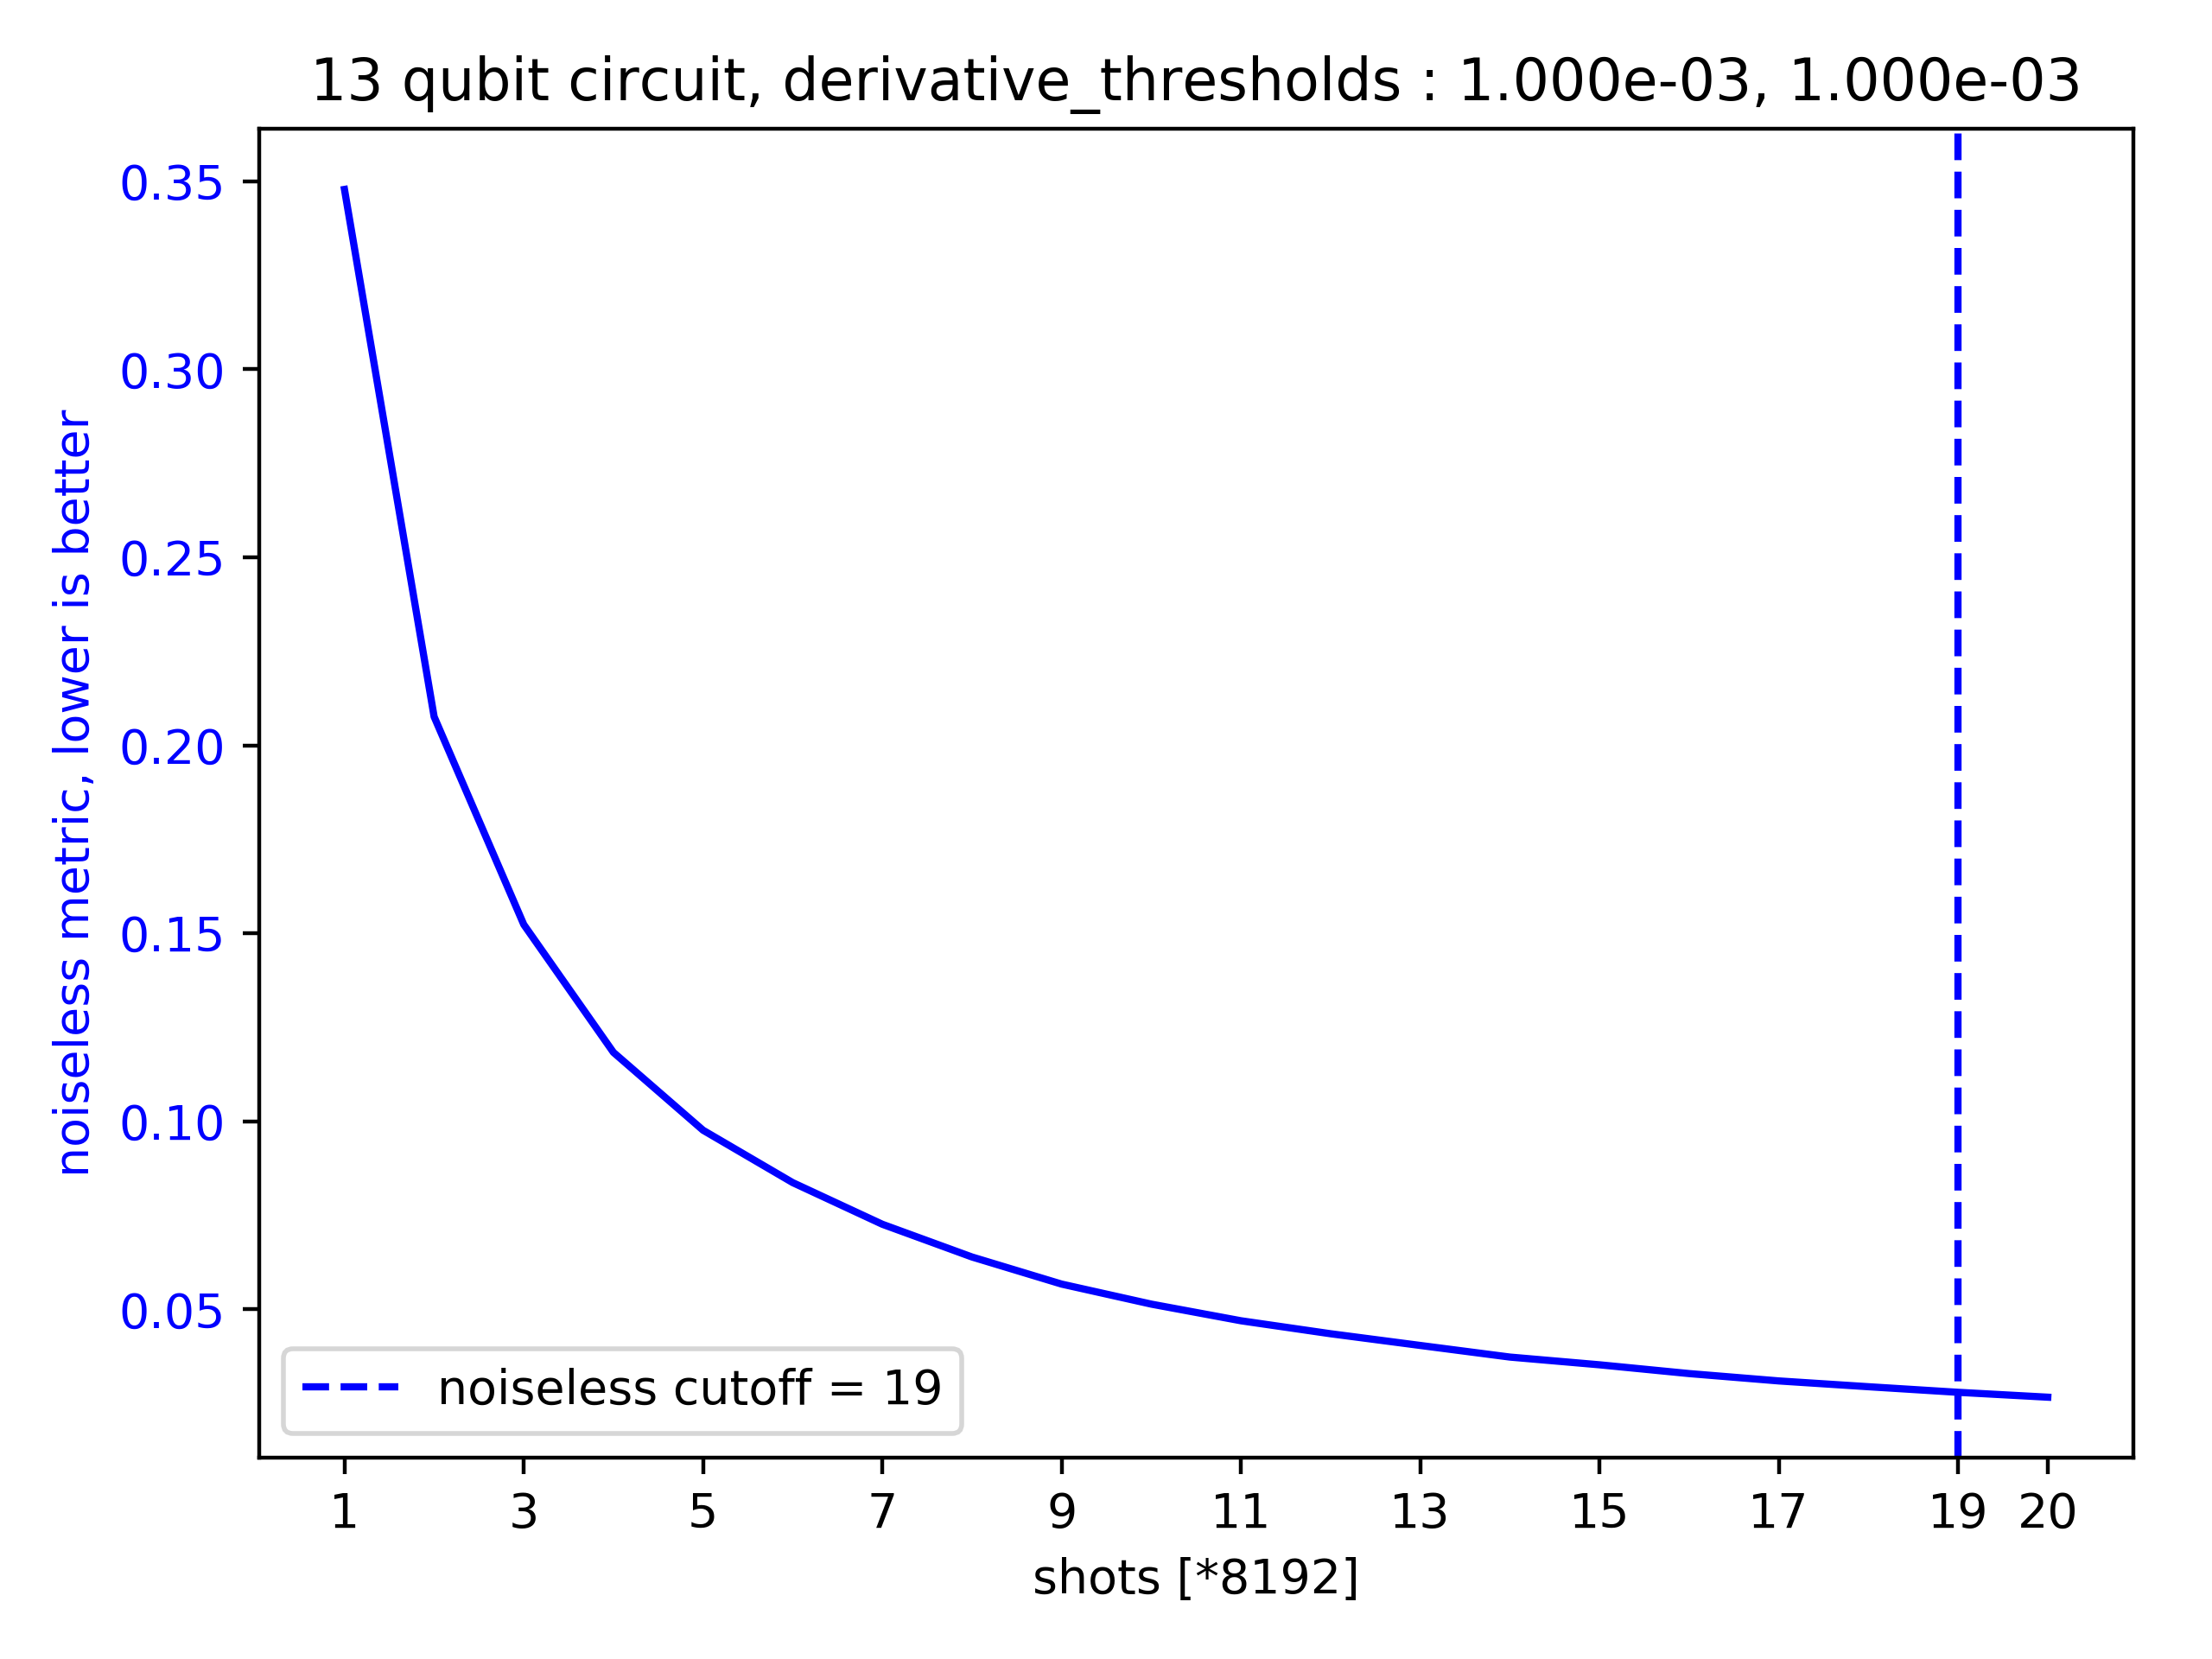 13 qubit circuit, derivative_thresholds : 1.000e-03, 1.000e-03
noiseless metric, lower is better
0.35
0.30
0.25
0.20
0.15
0.10
0.05
noiseless cutoff = 19
1 3 5 7 9 11 13 15 17 19 20
shots [*8192]